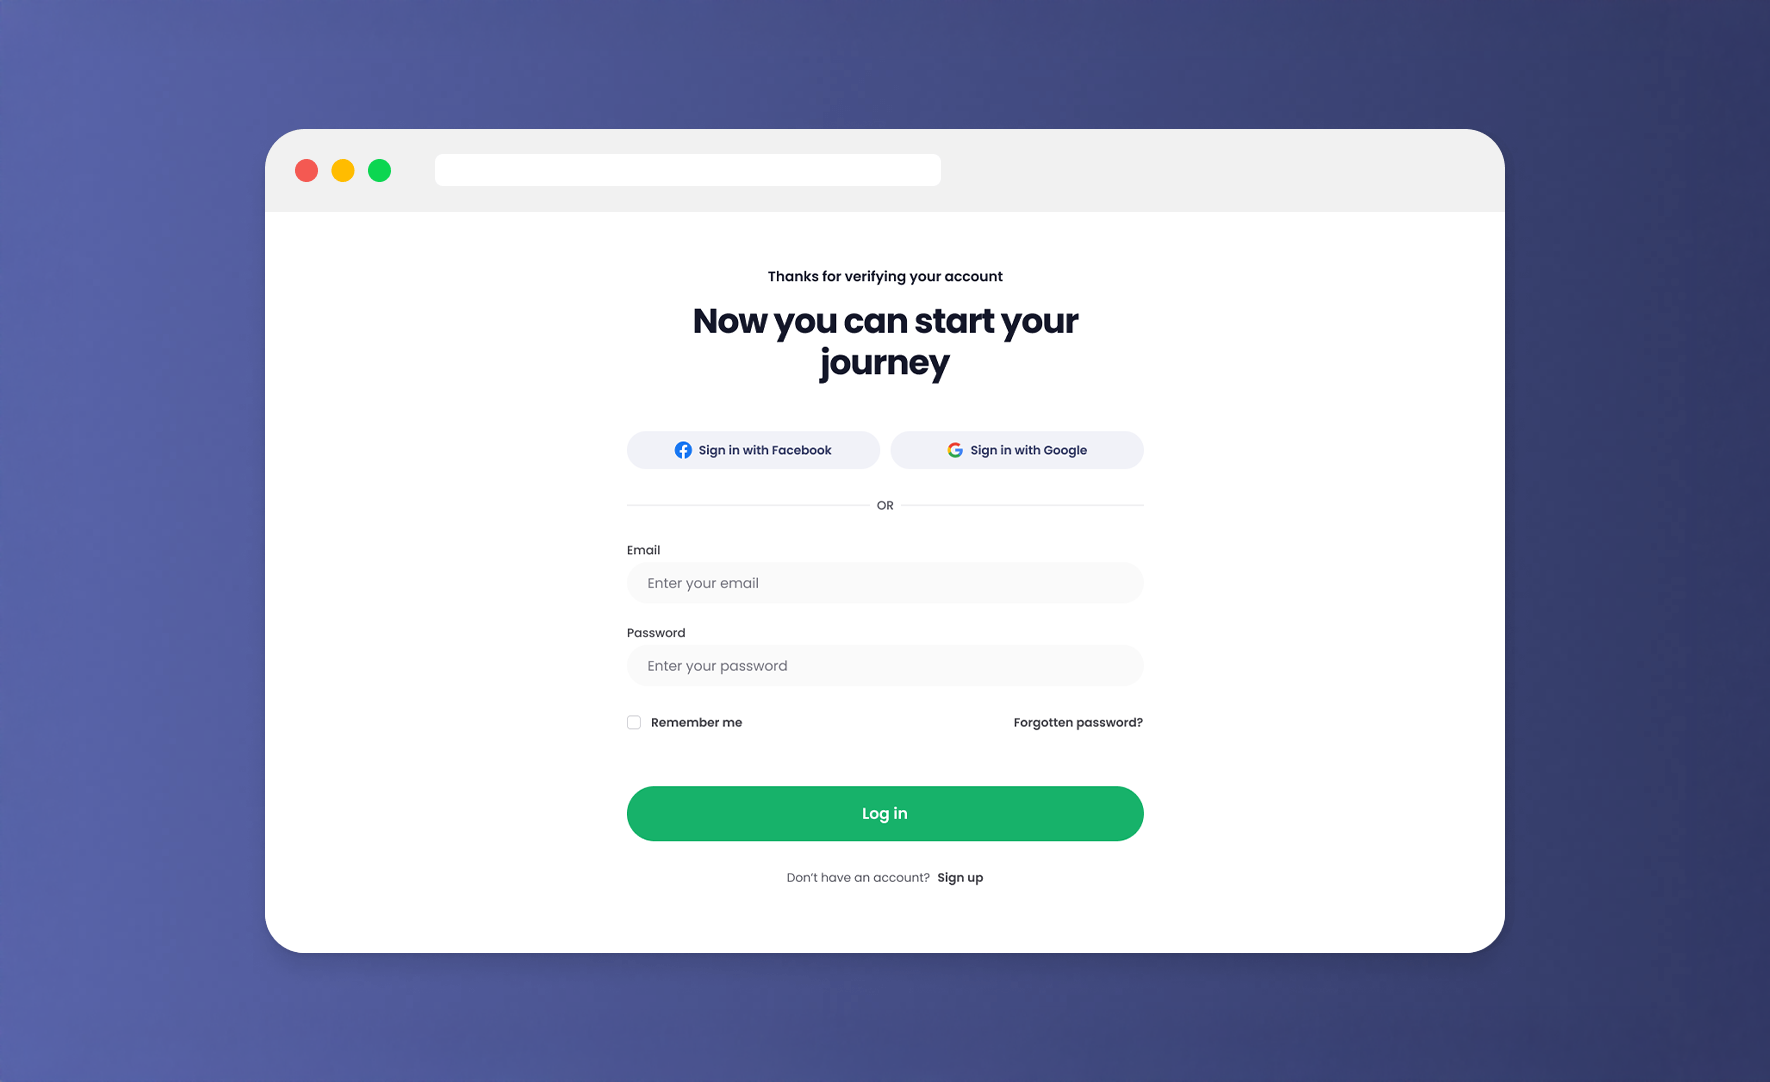 Thanks for verifying your account
Now you can start your
journey
Sign in with Facebook
Sign in with Google
OR
Email
Enter your email
Password
Enter your password
Remember me
Forgotten password?
Log in
Don't have an account? Sign up